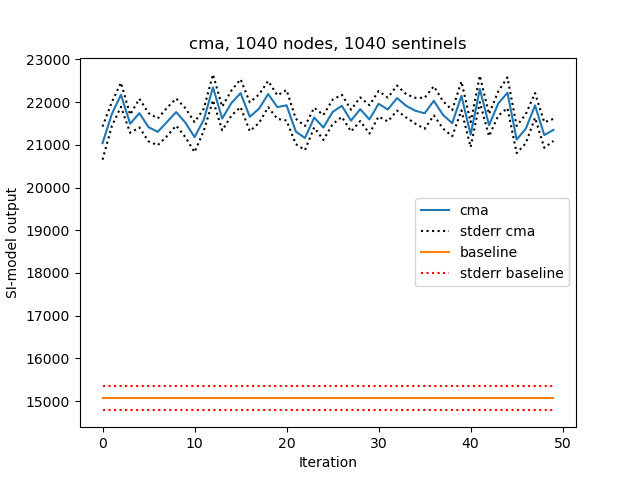 cma, 1040 nodes, 1040 sentinels
23000
22000
21000
20000
19000
18000
17000
16000
15000
SI-model output
cma
stderr cma
baseline
stderr baseline
0 10 20 30 40 50
Iteration